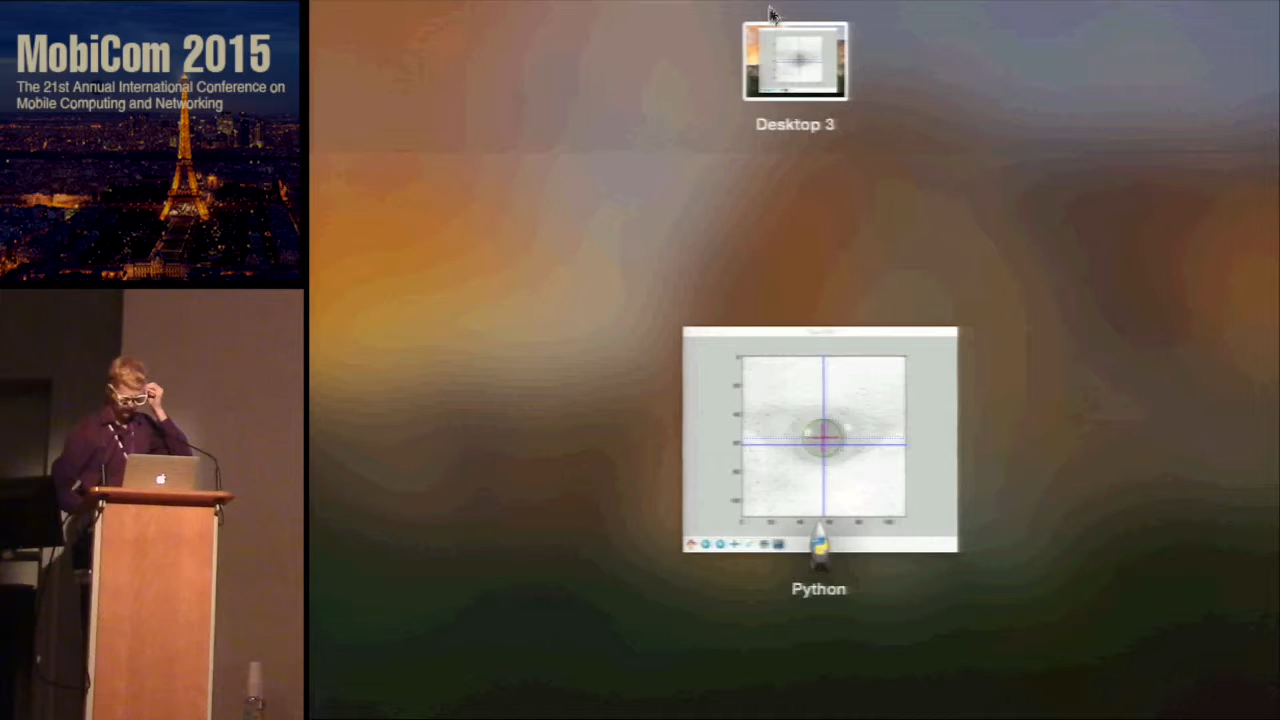 MobiCom 2015
The 21st Annual International Conference on
Mobile Computing and Networking
Desktop 3
Python